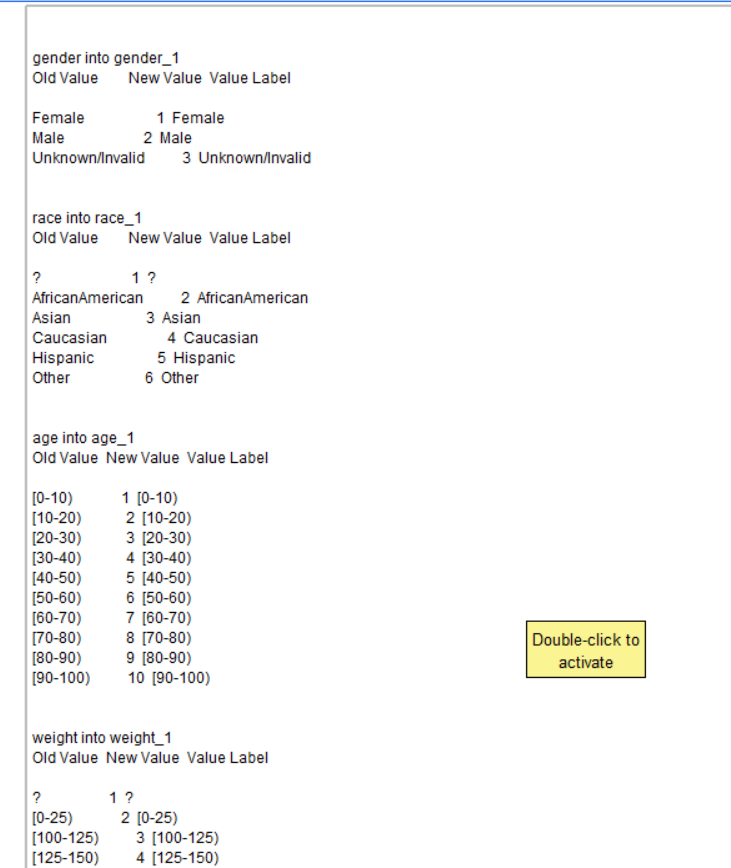 gender into gender_1
Old Value New Value Value Label
Female 1 Female
Male 2 Male
Unknown/Invalid 3 Unknown/Invalid
race into race_1
Old Value New Value Value Label
? 1 ?
AfricanAmerican 2 AfricanAmerican
Asian 3 Asian
Caucasian 4 Caucasian
Hispanic 5 Hispanic
Other 6 Other
age into age_1
Old Value New Value Value Label
[0-10) 1 [0-10)
[10-20) 2 [10-20)
[20-30) 3 [20-30)
[30-40) 4 [30-40)
[40-50) 5 [40-50)
[50-60) 6 [50-60)
[60-70) 7 [60-70)
[70-80) 8 [70-80)
[80-90) 9 [80-90)
[90-100) 10 [90-100)
Double-click to
activate
weight into weight_1
Old Value New Value Value Label
? 1 ?
[0-25) 2 [0-25)
[100-125) 3 [100-125)
[125-150) 4 [125-150)